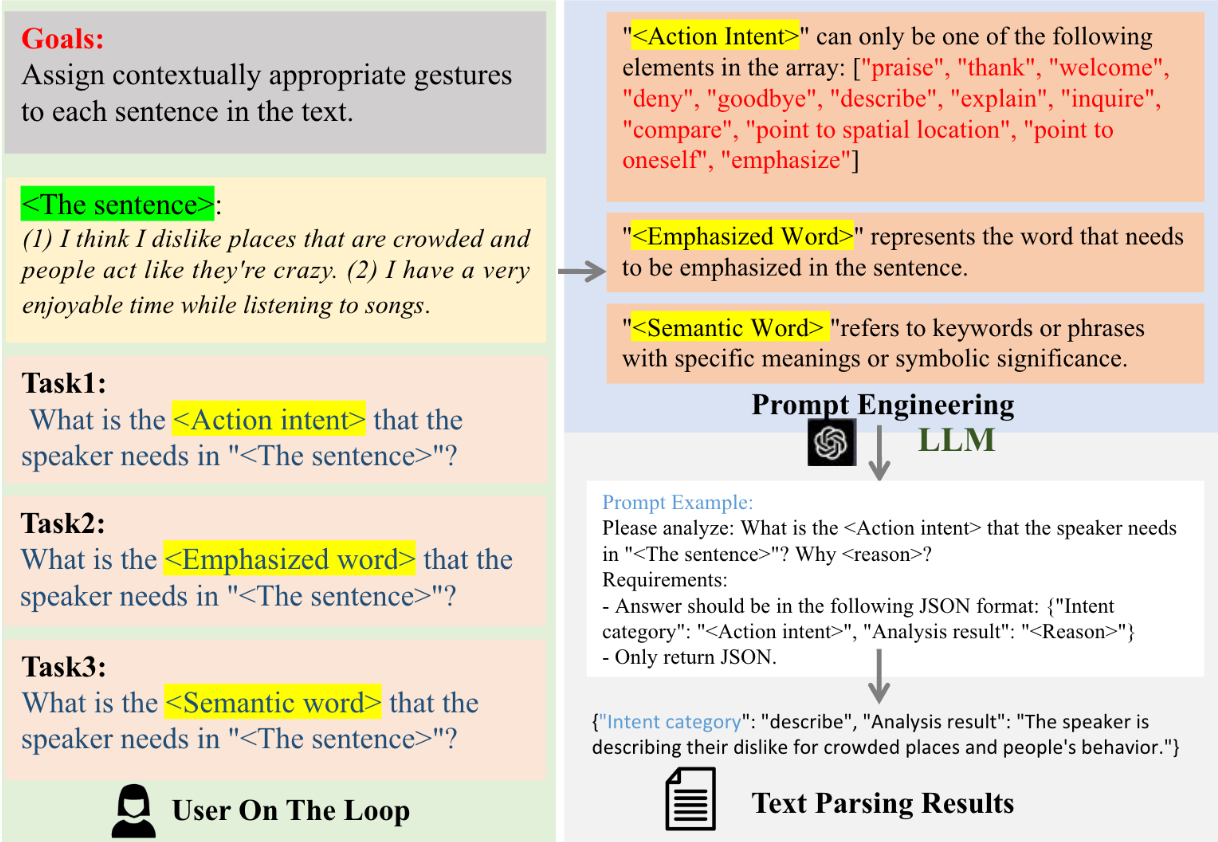 Goals:
Assign contextually appropriate gestures
to each sentence in the text.
<The sentence>:
(1) I think I dislike places that are crowded and
people act like they're crazy. (2) I have a very
enjoyable time while listening to songs.
Task1:
What is the <Action intent> that the
speaker needs in "<The sentence>"?
Task2:
What is the <Emphasized word> that the
speaker needs in "<The sentence>"?
Task3:
What is the <Semantic word> that the
speaker needs in "<The sentence>"?
User On The Loop
"<Action Intent>" can only be one of the following
elements in the array: ["praise", "thank", "welcome",
"deny", "goodbye", "describe", "explain", "inquire",
"compare", "point to spatial location", "point to
oneself", "emphasize"]
"<Emphasized Word>" represents the word that needs
to be emphasized in the sentence.
"<Semantic Word> "refers to keywords or phrases
with specific meanings or symbolic significance.
Prompt Engineering
LLM
Prompt Example:
Please analyze: What is the <Action intent> that the speaker needs
in "<The sentence>"? Why <reason>?
Requirements:
- Answer should be in the following JSON format: {"Intent
category": "<Action intent>", "Analysis result": "<Reason>"}
- Only return JSON.
{"Intent category": "describe", "Analysis result": "The speaker is
describing their dislike for crowded places and people's behavior."}
Text Parsing Results